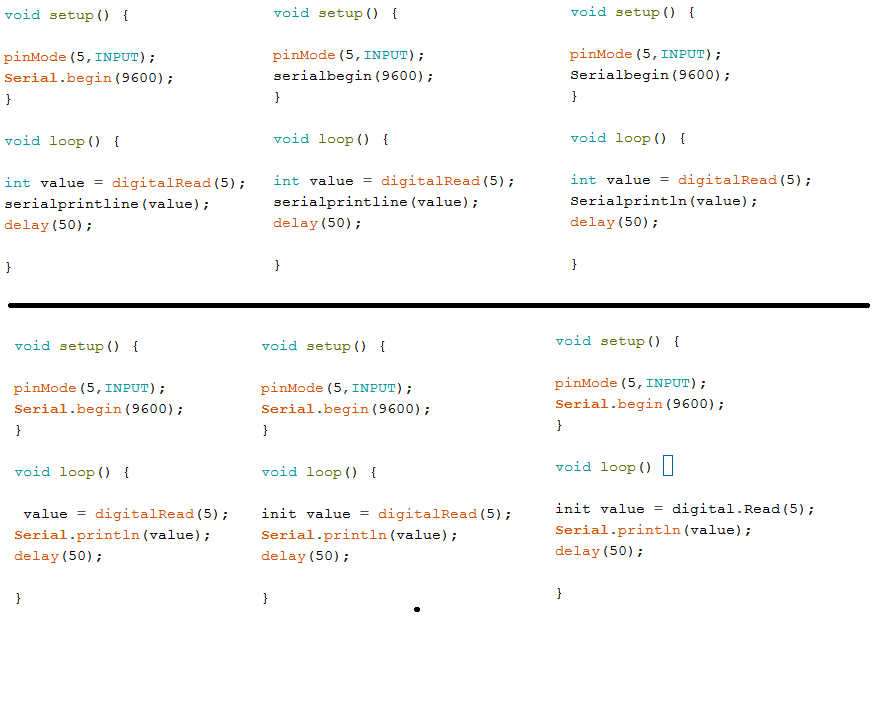 void setup() {
pinMode(5,INPUT);
Serial.begin(9600);
}
void loop() {
int value = digitalRead(5);
serialprintline(value);
delay(50);
}
void setup() {
pinMode(5,INPUT);
serialbegin(9600);
}
void loop() {
int value = digitalRead(5);
serialprintline(value);
delay(50);
}
void setup() {
pinMode(5,INPUT);
Serialbegin(9600);
}
void loop() {
int value = digitalRead(5);
Serialprintln(value);
delay(50);
}
void setup() {
pinMode(5,INPUT);
Serial.begin(9600);
}
void loop() {
value = digitalRead(5);
Serial.println(value);
delay(50);
}
void setup() {
pinMode(5,INPUT);
Serial.begin(9600);
}
void loop() {
init value = digitalRead(5);
Serial.println(value);
delay(50);
}
void setup() {
pinMode(5,INPUT);
Serial.begin(9600);
}
void loop()
init value = digital.Read(5);
Serial.println(value);
delay(50);
}